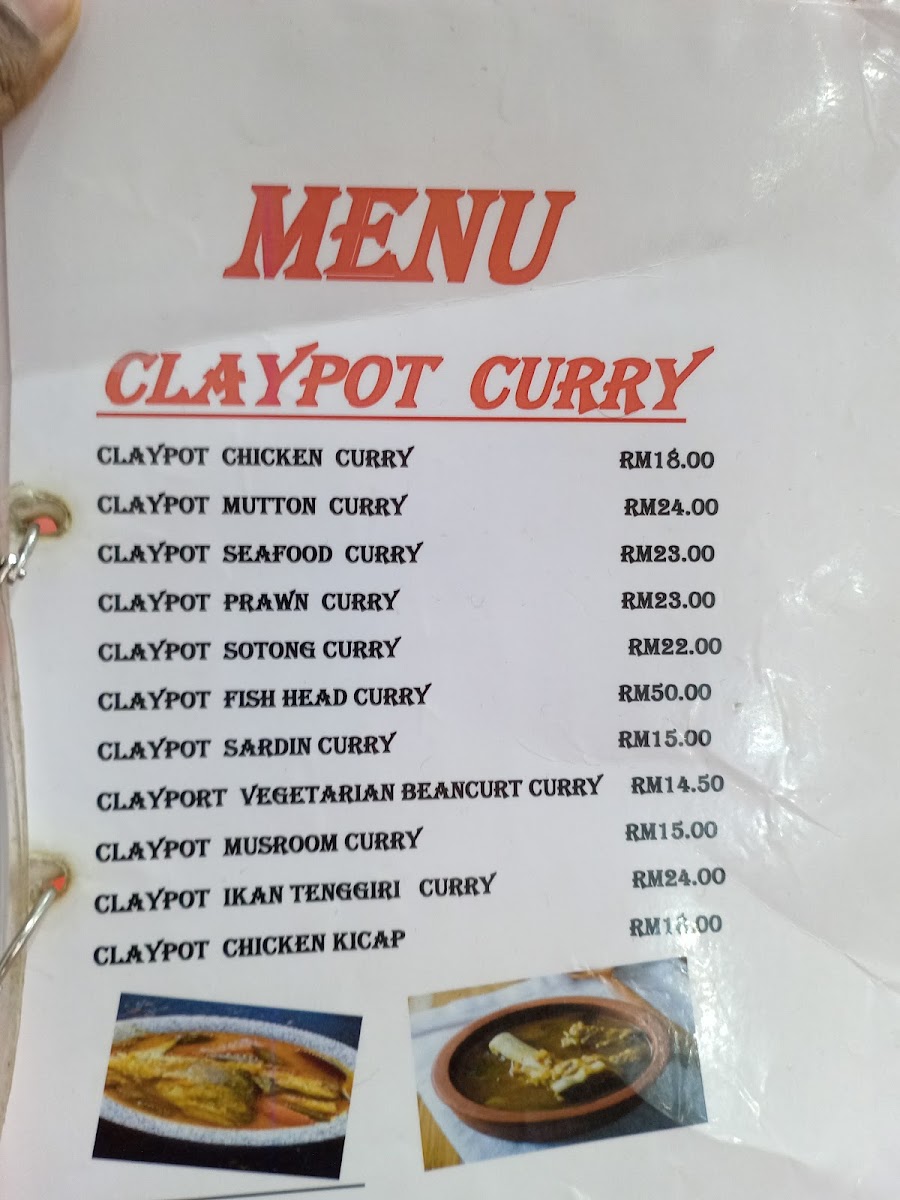 MENU
CLAYPOT CURRY
CLAYPOT CHICKEN CURRY RM18.00
CLAYPOT MUTTON CURRY RM24.00
CLAYPOT SEAFOOD CURRY RM23.00
CLAYPOT PRAWN CURRY RM23.00
CLAYPOT SOTONG CURRY RM22.00
CLAYPOT FISH HEAD CURRY RM50.00
CLAYPOT SARDIN CURRY RM15.00
CLAYPORT VEGETARIAN BEANCURT CURRY RM14.50
CLAYPOT MUSROOM CURRY RM15.00
CLAYPOT IKAN TENGGIRI CURRY RM24.00
CLAYPOT CHICKEN KICAP RM18.00